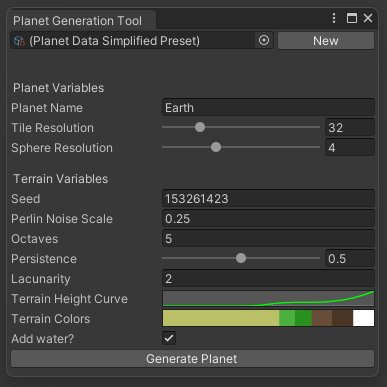 Planet Generation Tool
(Planet Data Simplified Preset) New
Planet Variables
Planet Name Earth
Tile Resolution 32
Sphere Resolution 4
Terrain Variables
Seed 153261423
Perlin Noise Scale 0.25
Octaves 5
Persistence 0.5
Lacunarity 2
Terrain Height Curve
Terrain Colors
Add water?
Generate Planet